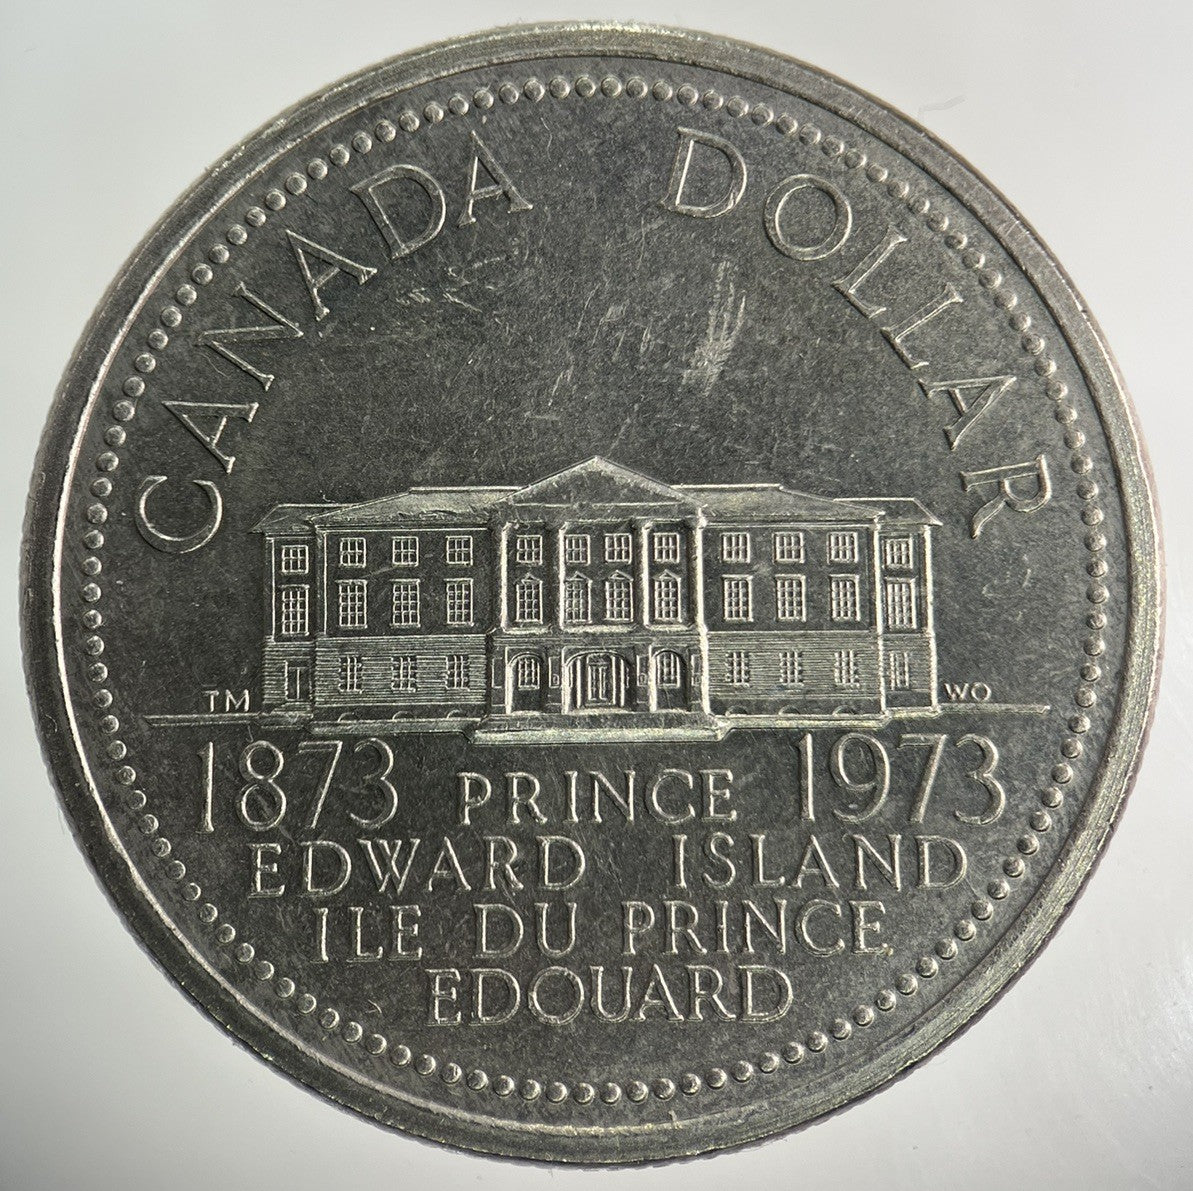 CANADA DOLLAR
TM WO
1873 PRINCE 1973
EDWARD ISLAND
ILE DU PRINCE
EDOUARD